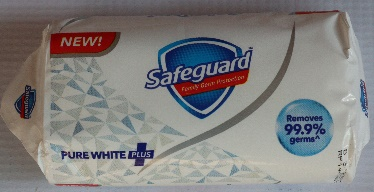 NEW!
Safeguard
Family Germ Protection
PURE WHITE PLUS
Removes
99.9%
germs^